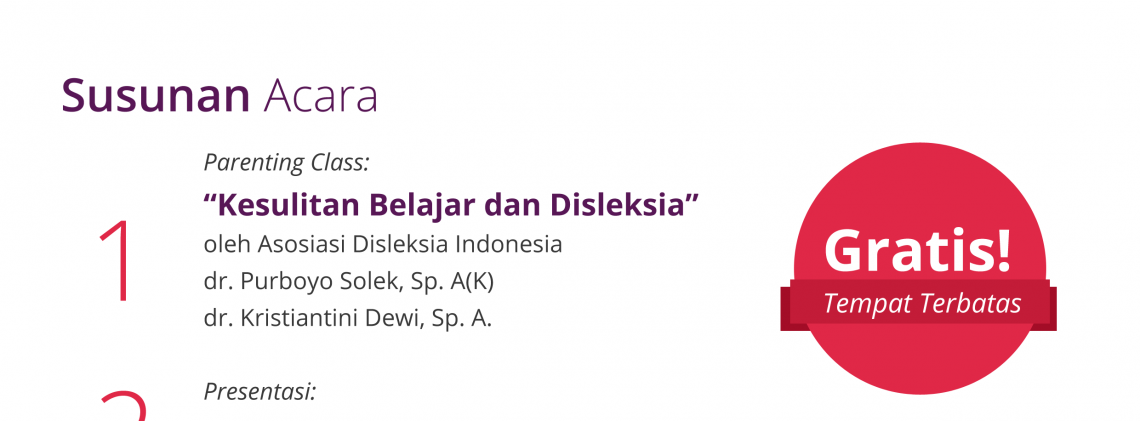 Susunan Acara
1
Parenting Class:
“Kesulitan Belajar dan Disleksia”
oleh Asosiasi Disleksia Indonesia
dr. Purboyo Solek, Sp. A(K)
dr. Kristiantini Dewi, Sp. A.
Gratis!
Tempat Terbatas
2
Presentasi: